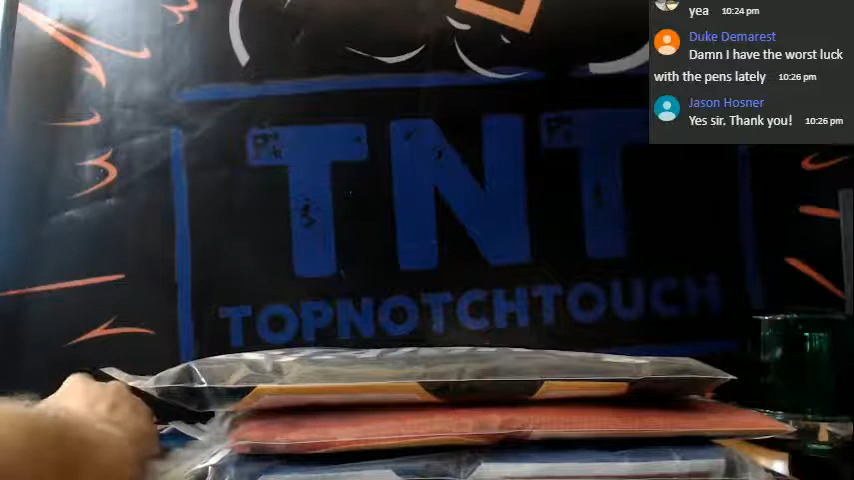 yea 10:24 pm
Duke Demarest
Damn I have the worst luck
with the pens lately 10:26 pm
Jason Hosner
Yes sir. Thank you! 10:26 pm
TNT
TOPNOTCHTOUCH